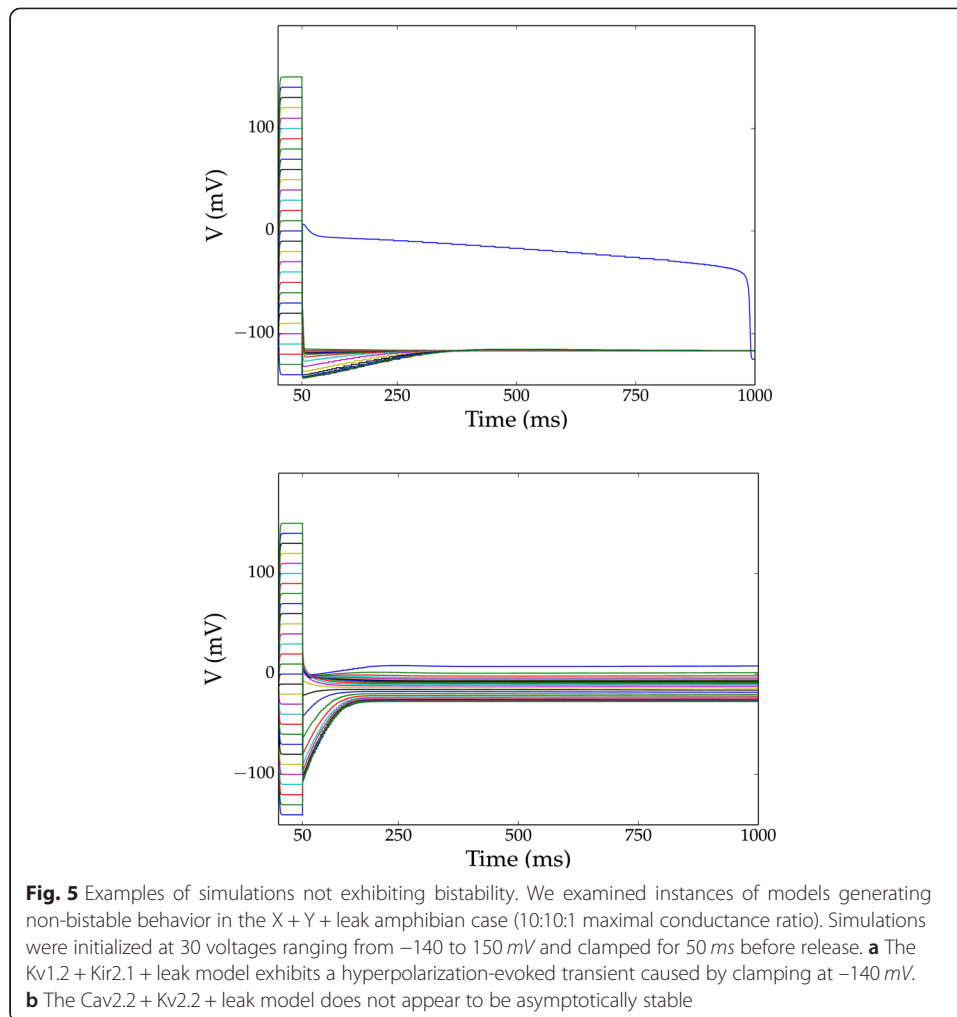 100
0
−100
V (mV)
50
250
500
750
1000
Time (ms)
100
0
−100
V (mV)
50
250
500
750
1000
Time (ms)
Fig. 5 Examples of simulations not exhibiting bistability. We examined instances of models generating
non-bistable behavior in the X + Y + leak amphibian case (10:10:1 maximal conductance ratio). Simulations
were initialized at 30 voltages ranging from −140 to 150 mV and clamped for 50 ms before release. a The
Kv1.2 + Kir2.1 + leak model exhibits a hyperpolarization-evoked transient caused by clamping at −140 mV.
b The Cav2.2 + Kv2.2 + leak model does not appear to be asymptotically stable